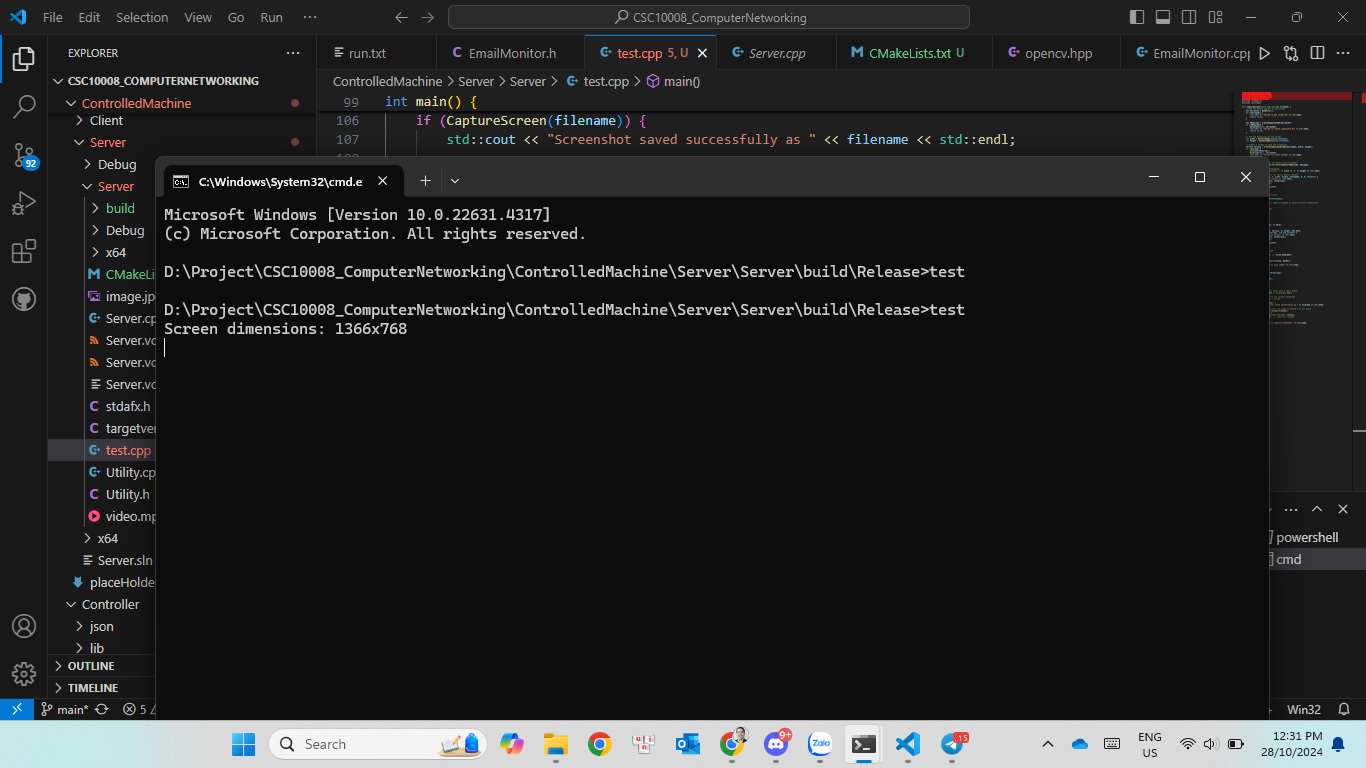 File Edit Selection View Go Run ··· CSC10008_ComputerNetworking
EXPLORER ···
run.txt EmailMonitor.h test.cpp 5, U Server.cpp CMakeLists.txt U opencv.hpp EmailMonitor.cpp ···
CSC10008_COMPUTERNETWORKING
ControlledMachine > Server > Server > test.cpp > main()
ControlledMachine
99 int main() {
Client
106 if (CaptureScreen(filename)) {
Server
107 std::cout << "Screenshot saved successfully as " << filename << std::endl;
Debug
Server
build
Debug
x64
CMakeLis
image.jp
Server.cp
Server.vc
Server.vc
Server.vc
stdafx.h
targetver
test.cpp
Utility.cp
Utility.h
video.mp
x64
Server.sln
placeHolde
Controller
json
lib
OUTLINE
TIMELINE
92
C:\Windows\System32\cmd.e
Microsoft Windows [Version 10.0.22631.4317]
(c) Microsoft Corporation. All rights reserved.
D:\Project\CSC10008_ComputerNetworking\ControlledMachine\Server\Server\build\Release>test
D:\Project\CSC10008_ComputerNetworking\ControlledMachine\Server\Server\build\Release>test
Screen dimensions: 1366x768
···
powershell
cmd
main* 5 Win32
Search 9+ Zalo 15 ENG 12:31 PM
US 28/10/2024